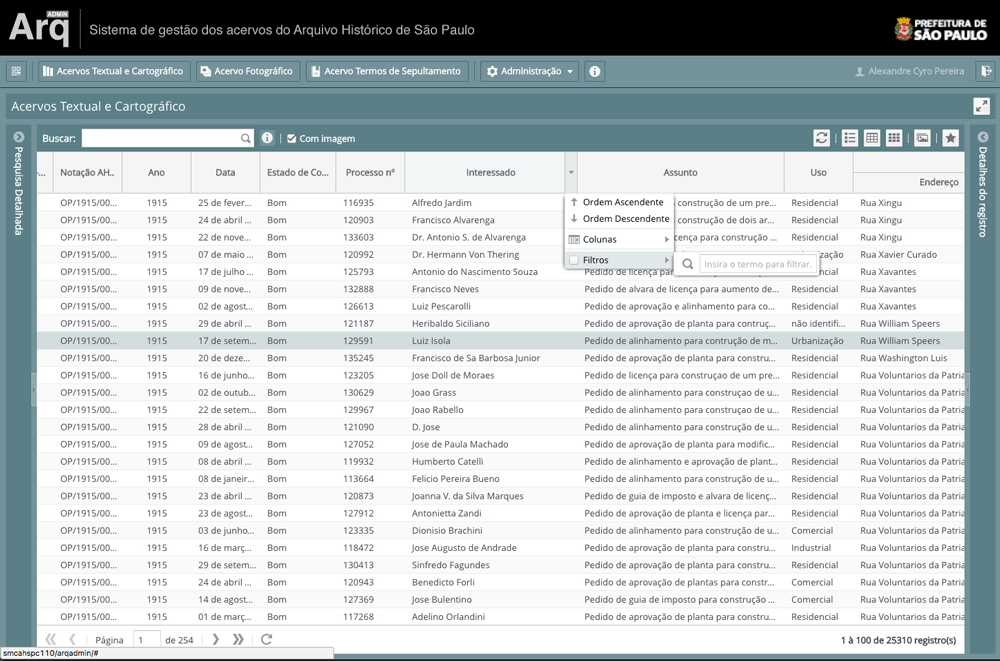 Arq ADMIN Sistema de gestão dos acervos do Arquivo Histórico de São Paulo PREFEITURA DE SÃO PAULO
Acervos Textual e Cartográfico Acervo Fotográfico Acervo Termos de Sepultamento Administração Alexandre Cyro Pereira
Acervos Textual e Cartográfico
Pesquisa Detalhada
Buscar: Com imagem
Detalhes do registro
-... Notação AH.. Ano Data Estado de Co... Processo nº Interessado Assunto Uso Endereço
OP/1915/00... 1915 25 de fever... Bom 116935 Alfredo Jardim construção de um pre... Residencial Rua Xingu
OP/1915/00... 1915 24 de abril ... Bom 120903 Francisco Alvarenga construção de dois ar... Residencial Rua Xingu
OP/1915/00... 1915 22 de nove... Bom 133603 Dr. Antonio S. de Alvarenga cença para construção ... Residencial Rua Xingu
OP/1915/00... 1915 07 de maio ... Bom 120992 Dr. Hermann Von Thering Rua Xavier Curado
OP/1915/00... 1915 17 de julho ... Bom 125793 Antonio do Nascimento Souza Pedido de licença para Residencial Rua Xavantes
OP/1915/00... 1915 09 de nove... Bom 132888 Francisco Neves Pedido de alvara de licença para aumento de... Residencial Rua Xavantes
OP/1915/00... 1915 02 de agost... Bom 126613 Luiz Pescarolli Pedido de aprovação e alinhamento para co... Residencial Rua Xavantes
OP/1915/00... 1915 29 de abril ... Bom 121187 Heribaldo Siciliano Pedido de aprovação de planta para contruç... não identifi... Rua William Speers
OP/1915/00... 1915 17 de setem... Bom 129591 Luiz Isola Pedido de alinhamento para contrução de m... Urbanização Rua William Speers
OP/1915/00... 1915 20 de deze... Bom 135245 Francisco de Sa Barbosa Junior Pedido de aprovação de planta para constru... Residencial Rua Washington Luis
OP/1915/00... 1915 16 de junho... Bom 123205 Jose Doll de Moraes Pedido de licença para construçao de um pre... Residencial Rua Voluntarios da Patria
OP/1915/00... 1915 02 de outub... Bom 130629 Joao Grass Pedido de alinhamento para construção de u... Residencial Rua Voluntarios da Patria
OP/1915/00... 1915 22 de setem... Bom 129967 Joao Rabello Pedido de alinhamento para construção de u... Residencial Rua Voluntarios da Patria
OP/1915/00... 1915 28 de abril ... Bom 121090 D. Jose Pedido de alinhamento para construção de u... Residencial Rua Voluntarios da Patria
OP/1915/00... 1915 09 de agost... Bom 127052 Jose de Paula Machado Pedido de aprovação de planta para modific... Residencial Rua Voluntarios da Patria
OP/1915/00... 1915 08 de abril ... Bom 119932 Humberto Catelli Pedido de alinhamento e aprovação de plant... Residencial Rua Voluntarios da Patria
OP/1915/00... 1915 08 de janeir... Bom 113664 Felicio Pereira Bueno Pedido de alinhamento para construção de u... Residencial Rua Voluntarios da Patria
OP/1915/00... 1915 23 de abril ... Bom 120873 Joanna V. da Silva Marques Pedido de guia de imposto e alvara de licenç... Residencial Rua Voluntarios da Patria
OP/1915/00... 1915 23 de agost... Bom 127912 Antonietta Zandi Pedido de aprovação de planta e licença par... Residencial Rua Voluntarios da Patria
OP/1915/00... 1915 03 de junho... Bom 123335 Dionisio Brachini Pedido de alinhamento para construção de u... Comercial Rua Voluntarios da Patria
OP/1915/00... 1915 16 de març... Bom 118472 Jose Augusto de Andrade Pedido de aprovação de planta para constru... Industrial Rua Voluntarios da Patria
OP/1915/00... 1915 29 de setem... Bom 130413 Sinfredo Fagundes Pedido de aprovação de planta para constru... Residencial Rua Voluntarios da Patria
OP/1915/00... 1915 24 de abril ... Bom 120943 Benedicto Forli Pedido de aprovação de plantas para constr... Comercial Rua Voluntarios da Patria
OP/1915/00... 1915 14 de agost... Bom 127369 Jose Bulentino Pedido de guia de imposto para construção ... Comercial Rua Voluntarios da Patria
OP/1915/00... 1915 01 de març... Bom 117268 Adelino Orlandini Pedido de aprovação de planta para constru... Residencial Rua Voluntarios da Patria
Ordem Ascendente
Ordem Descendente
Colunas
Filtros Insira o termo para filtrar.
Página 1 de 254 1 à 100 de 25310 registro(s)
smcahspc110/arqadmin/#